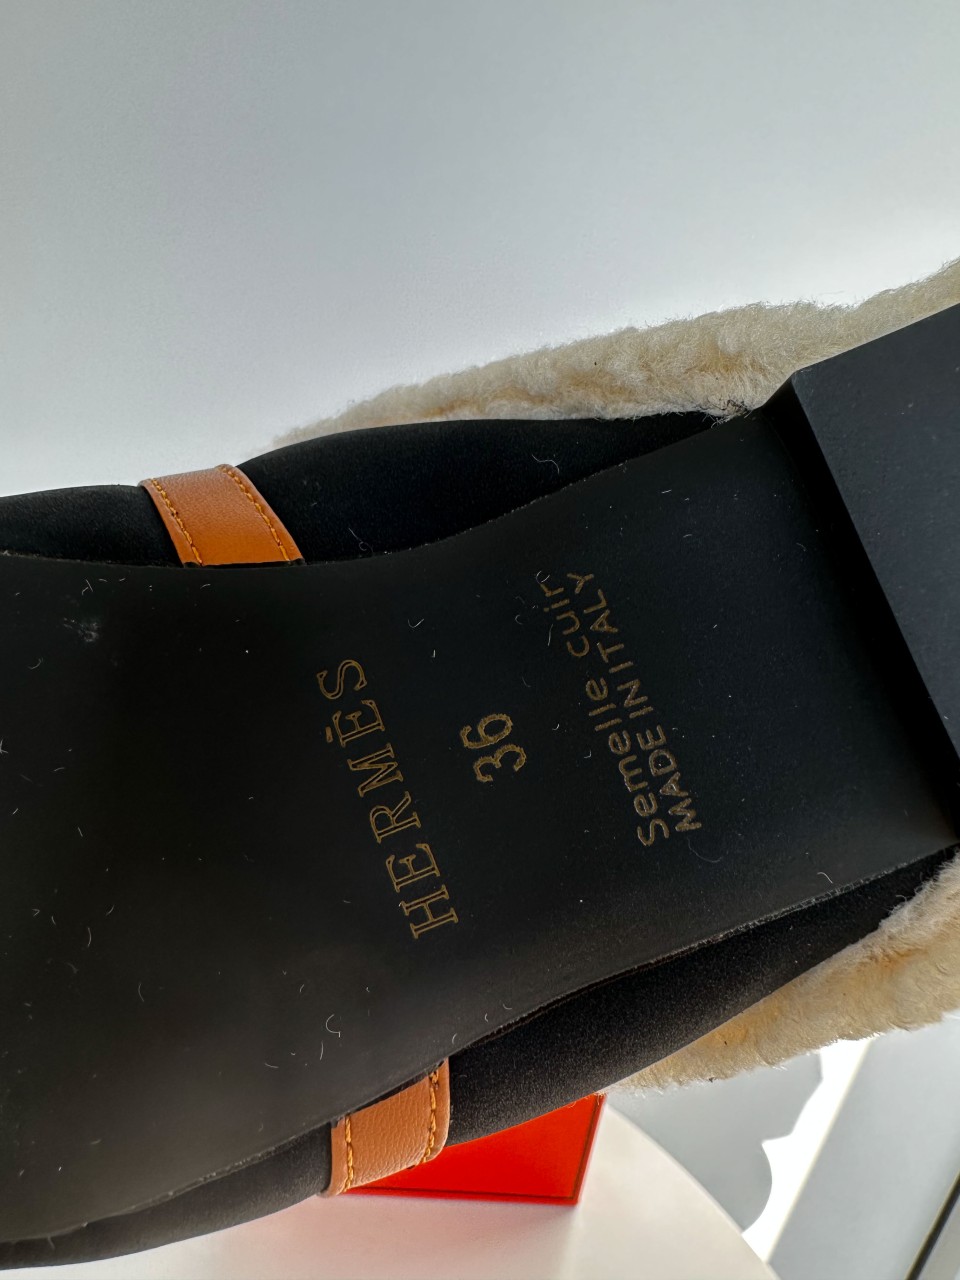 HERMÈS
36
Semelle cuir
MADE IN ITALY